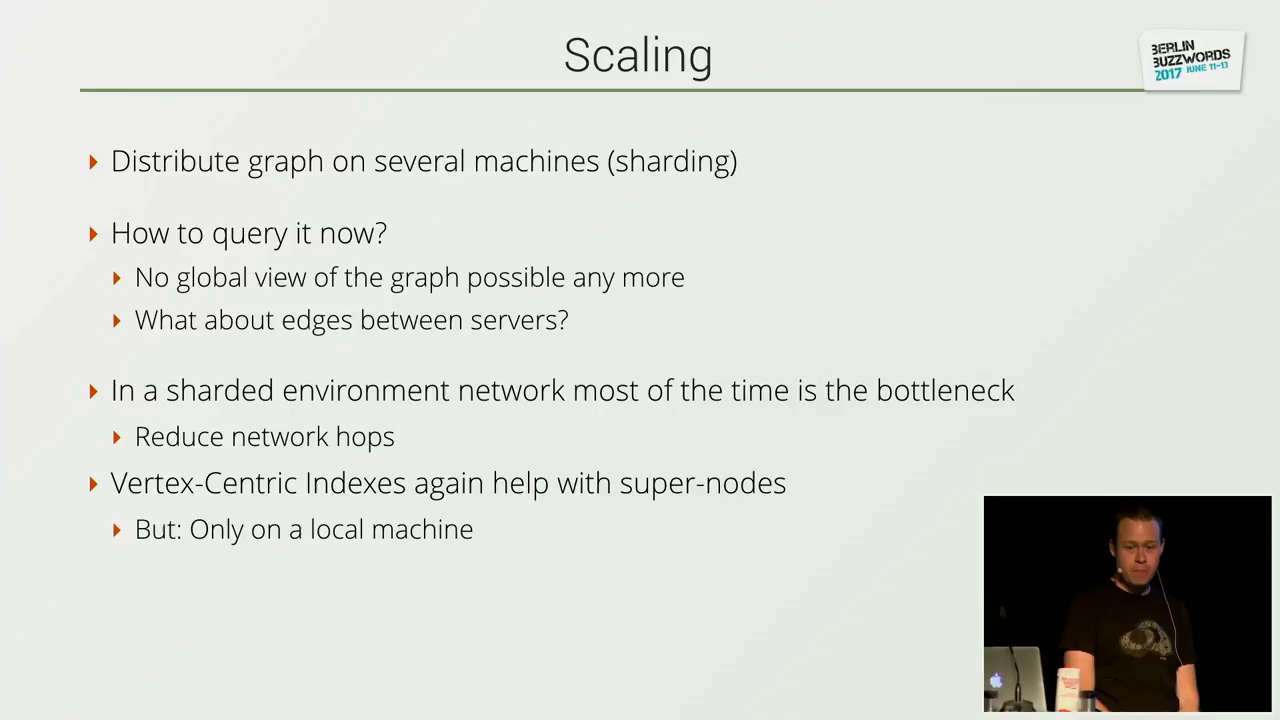 Scaling
BERLIN
BUZZWORDS
2017 JUNE 11-13
Distribute graph on several machines (sharding)
How to query it now?
No global view of the graph possible any more
What about edges between servers?
In a sharded environment network most of the time is the bottleneck
Reduce network hops
Vertex-Centric Indexes again help with super-nodes
But: Only on a local machine